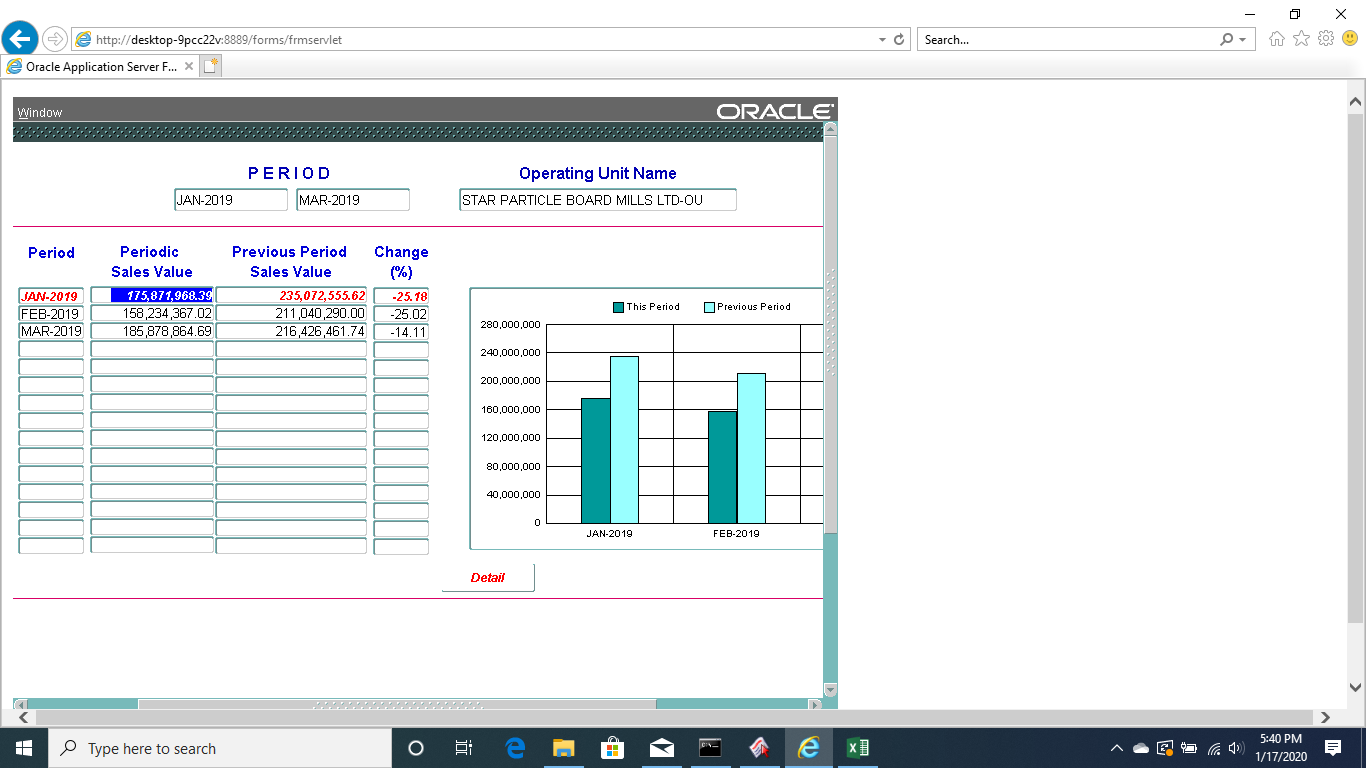 http://desktop-9pcc22v:8889/forms/frmservlet
Search...
Oracle Application Server F...
Window
ORACLE
P E R I O D
Operating Unit Name
JAN-2019 MAR-2019
STAR PARTICLE BOARD MILLS LTD-OU
Period Periodic Sales Value Previous Period Sales Value Change (%)
JAN-2019 175,871,968.39 235,072,555.62 -25.18
FEB-2019 158,234,367.02 211,040,290.00 -25.02
MAR-2019 185,878,864.69 216,426,461.74 -14.11
This Period Previous Period
280,000,000
240,000,000
200,000,000
160,000,000
120,000,000
80,000,000
40,000,000
0
JAN-2019 FEB-2019
Detail
Type here to search
5:40 PM
1/17/2020